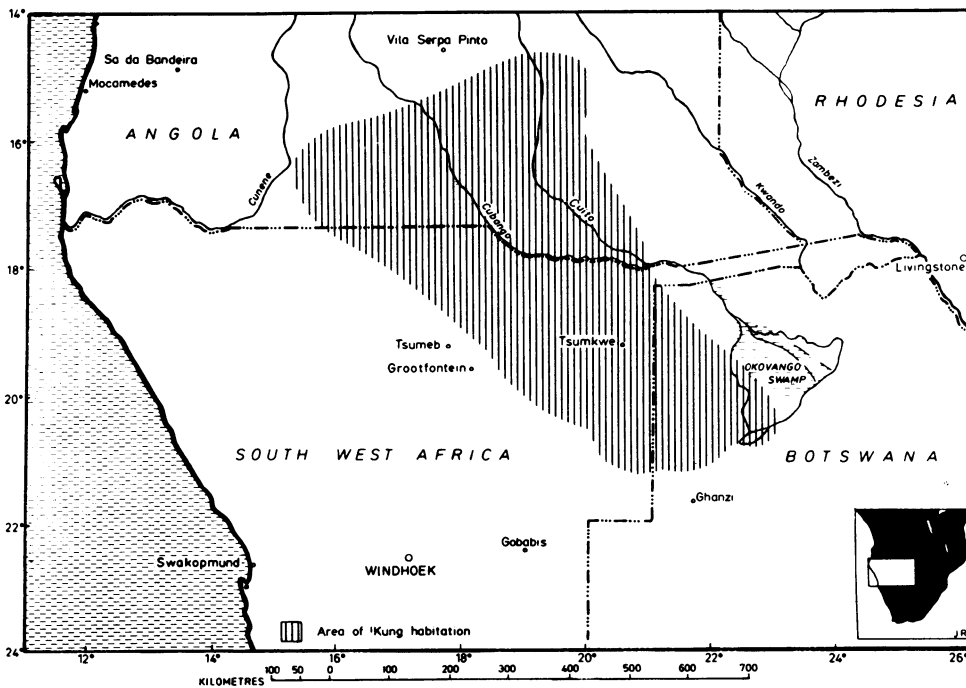 14°
Vila Serpa Pinto
Sa da Bandeira
Mocamedes
RHODESIA
ANGOLA
16°
Cunene
Zambezi
Kwando
Cubango
Cuito
18°
Livingstone
Tsumeb
Tsumkwe
Grootfontein
OKOVANGO
SWAMP
20°
SOUTH WEST AFRICA
BOTSWANA
Ghanzi
22°
Gobabis
Swakopmund
WINDHOEK
Area of ǃKung habitation
J R
24°
12° 14° 16° 18° 20° 22° 24° 26°
100 50 0 100 200 300 400 500 600 700
KILOMETRES